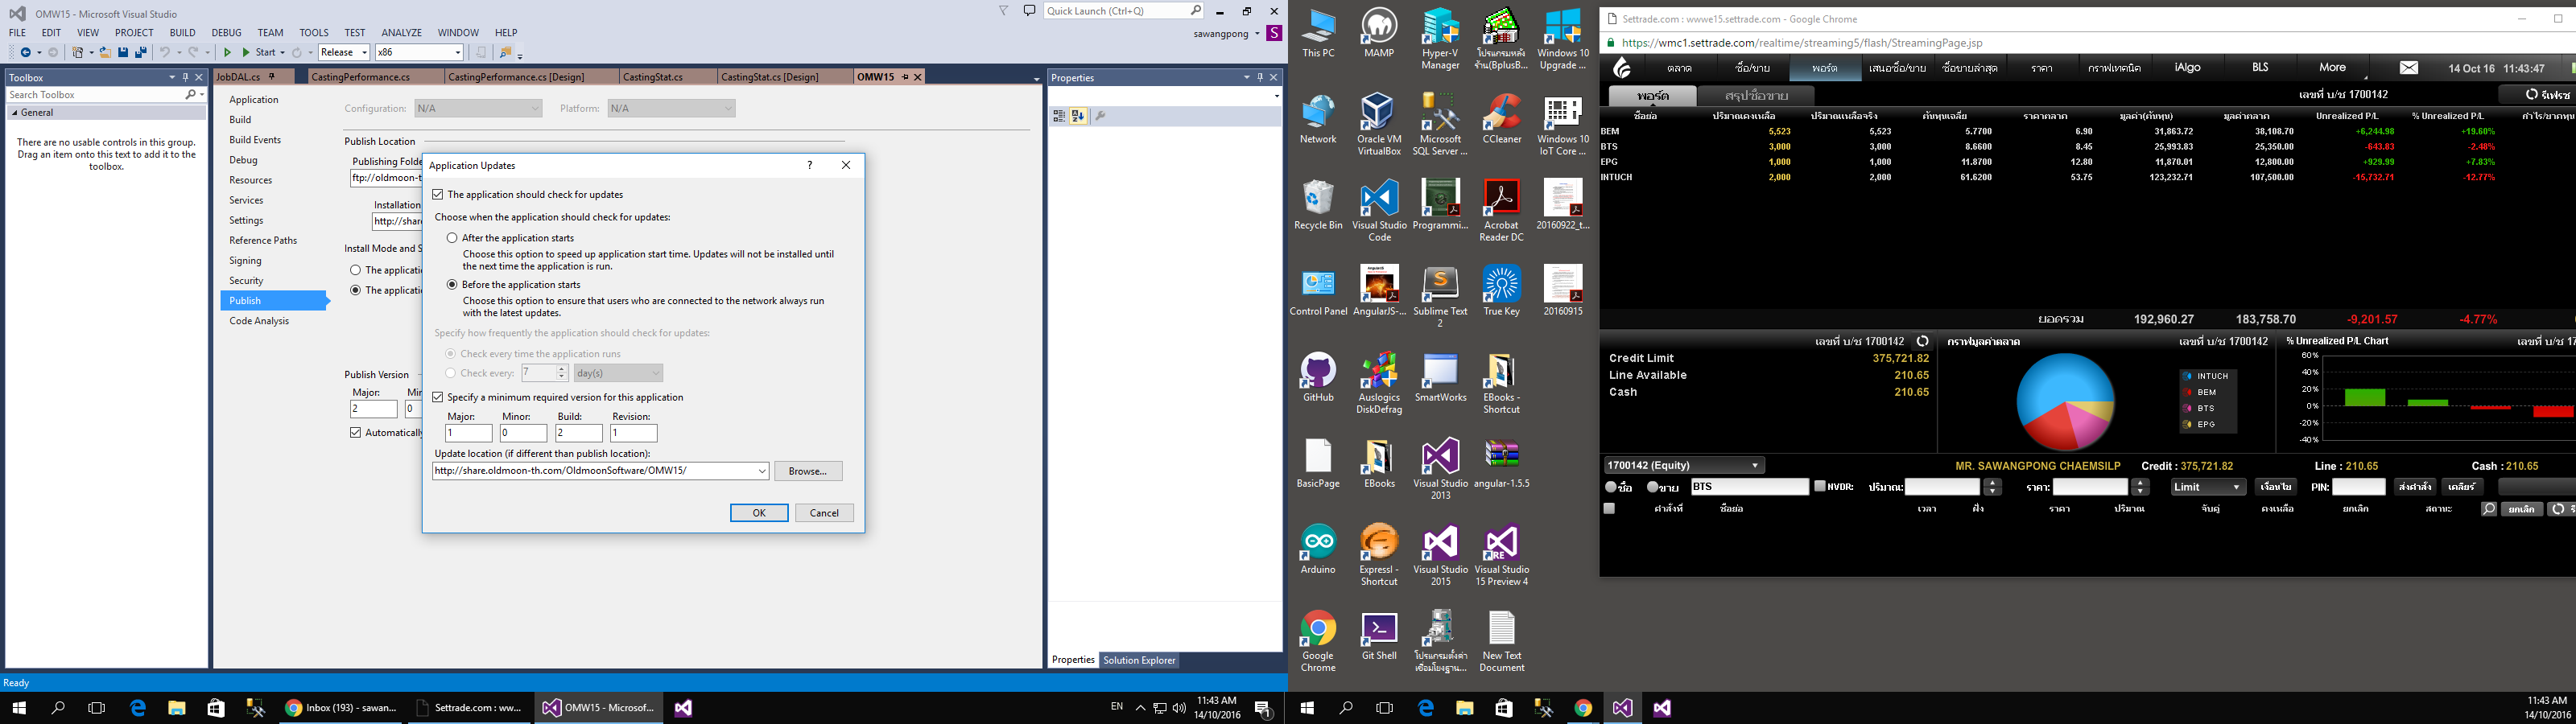 OMW15 - Microsoft Visual Studio
Quick Launch (Ctrl+Q)
FILE EDIT VIEW PROJECT BUILD DEBUG TEAM TOOLS TEST ANALYZE WINDOW HELP
sawangpong S
Start Release x86
Toolbox
Search Toolbox
General
There are no usable controls in this group.
Drag an item onto this text to add it to the
toolbox.
JobDAL.cs CastingPerformance.cs CastingPerformance.cs [Design] CastingStat.cs CastingStat.cs [Design] OMW15
Application
Build
Build Events
Debug
Resources
Services
Settings
Reference Paths
Signing
Security
Publish
Code Analysis
Configuration: N/A Platform: N/A
Publish Location
Publishing Folde
ftp://oldmoon-t
Installation
http://shar
Install Mode and S
The applicatio
The applicatio
Publish Version
Major: Mi
2 0
Automatically
Application Updates ?
The application should check for updates
Choose when the application should check for updates:
After the application starts
Choose this option to speed up application start time. Updates will not be installed until
the next time the application is run.
Before the application starts
Choose this option to ensure that users who are connected to the network always run
with the latest updates.
Specify how frequently the application should check for updates:
Check every time the application runs
Check every: 7 day(s)
Specify a minimum required version for this application
Major: Minor: Build: Revision:
1 0 2 1
Update location (if different than publish location):
http://share.oldmoon-th.com/OldmoonSoftware/OMW15/ Browse...
OK Cancel
Properties
Properties Solution Explorer
Ready
Inbox (193) - sawan... Settrade.com : ww... OMW15 - Microsof...
EN 11:43 AM
14/10/2016 1
This PC MAMP Hyper-V
Manager โปรแกรมหลัง
ร้าน(BplusB... Windows 10
Upgrade ...
Network Oracle VM
VirtualBox Microsoft
SQL Server ... CCleaner Windows 10
IoT Core ...
Recycle Bin Visual Studio
Code Programmi... Acrobat
Reader DC 20160922_t...
Control Panel AngularJS-... Sublime Text
2 True Key 20160915
GitHub Auslogics
DiskDefrag SmartWorks EBooks -
Shortcut
BasicPage EBooks Visual Studio
2013 angular-1.5.5
Arduino Expressl -
Shortcut Visual Studio
2015 Visual Studio
15 Preview 4
Google
Chrome Git Shell โปรแกรมตั้งค่า
เชื่อมโยงฐาน... New Text
Document
Settrade.com : wwwe15.settrade.com - Google Chrome
https://wmc1.settrade.com/realtime/streaming5/flash/StreamingPage.jsp
ตลาด ซื้อ/ขาย พอร์ต เสนอซื้อ/ขาย ซื้อขายล่าสุด ราคา กราฟเทคนิค iAlgo BLS More 14 Oct 16 11:43:47
พอร์ต สรุปซื้อขาย เลขที่ บ/ช 1700142 รีเฟรช
ชื่อย่อ ปริมาณคงเหลือ ปริมาณเหลือจริง ต้นทุนเฉลี่ย ราคาตลาด มูลค่า(ต้นทุน) มูลค่าตลาด Unrealized P/L % Unrealized P/L กำไร/ขาดทุน
BEM 5,523 5,523 5.7700 6.90 31,863.72 38,108.70 +6,244.98 +19.60%
BTS 3,000 3,000 8.6600 8.45 25,993.83 25,350.00 -643.83 -2.48%
EPG 1,000 1,000 11.8700 12.80 11,870.01 12,800.00 +929.99 +7.83%
INTUCH 2,000 2,000 61.6200 53.75 123,232.71 107,500.00 -15,732.71 -12.77%
ยอดรวม 192,960.27 183,758.70 -9,201.57 -4.77%
เลขที่ บ/ช 1700142
Credit Limit 375,721.82
Line Available 210.65
Cash 210.65
กราฟมูลค่าตลาด เลขที่ บ/ช 1700142
INTUCH
BEM
BTS
EPG
% Unrealized P/L Chart เลขที่ บ/ช 17
60%
40%
20%
0%
-20%
-40%
1700142 (Equity) MR. SAWANGPONG CHAEMSILP Credit : 375,721.82 Line : 210.65 Cash : 210.65
ซื้อ ขาย BTS NVDR: ปริมาณ: ราคา: Limit เงื่อนไข PIN: ส่งคำสั่ง เคลียร์
คำสั่งที่ ชื่อย่อ เวลา ฝั่ง ราคา ปริมาณ จับคู่ คงเหลือ ยกเลิก สถานะ ยกเลิก
11:43 AM
14/10/2016